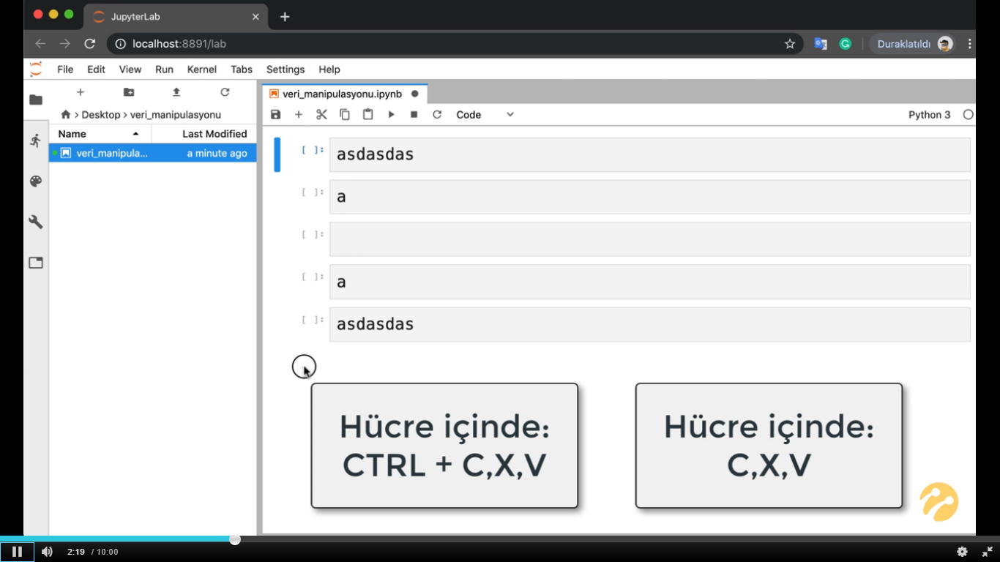 JupyterLab
localhost:8891/lab
Duraklatıldı
File Edit View Run Kernel Tabs Settings Help
veri_manipulasyonu.ipynb
Desktop > veri_manipulasyonu
Code
Python 3
Name Last Modified
veri_manipula... a minute ago
[ ]: asdasdas
[ ]: a
[ ]:
[ ]: a
[ ]: asdasdas
Hücre içinde:
CTRL + C,X,V
Hücre içinde:
C,X,V
2:19 / 10:00